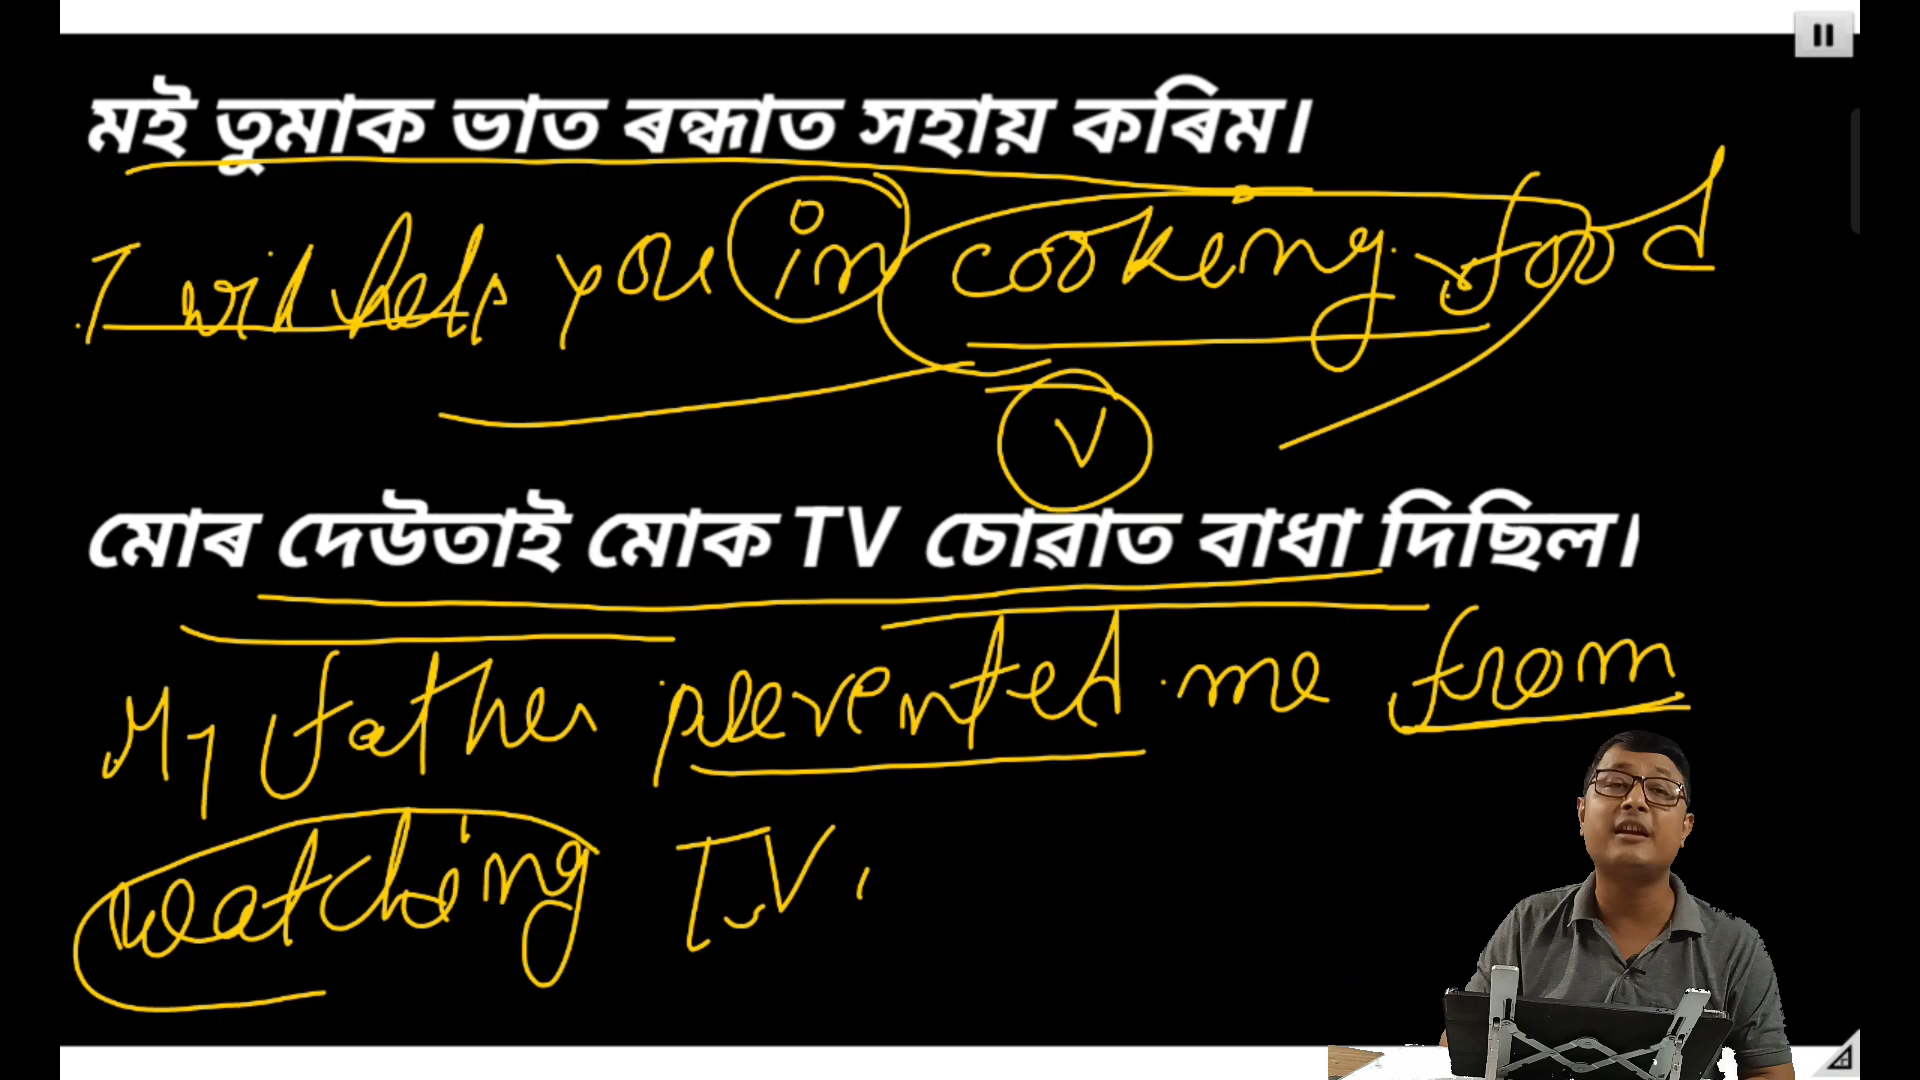 মই তুমাক ভাত ৰন্ধাত সহায় কৰিম।
I will help you in cooking food
V
মোৰ দেউতাই মোক TV চোৱাত বাধা দিছিল।
My father prevented me from
watching T.V.